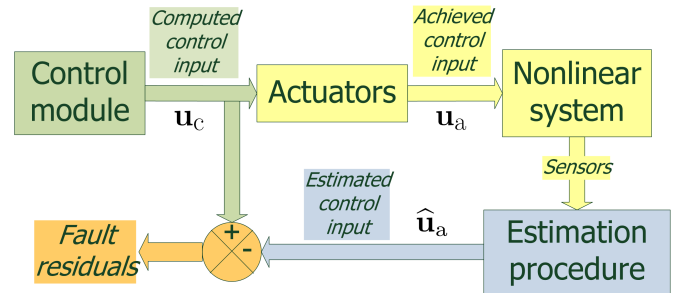 Computed
control
input
Achieved
control
input
Control
module
Actuators
Nonlinear
system
u_c
u_a
Sensors
Estimated
control
input
û_a
Fault
residuals
+
-
Estimation
procedure